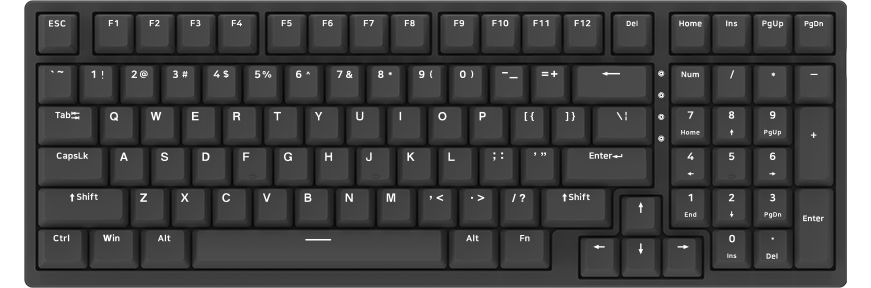 ESC F1 F2 F3 F4 F5 F6 F7 F8 F9 F10 F11 F12 Del Home Ins PgUp PgDn
` ~ 1 ! 2 @ 3 # 4 $ 5 % 6 ^ 7 & 8 * 9 ( 0 ) - _ = + ← Num / * −
Tab Q W E R T Y U I O P [ { ] } \ ¦ 7 8 9 +
Home ↑ PgUp
CapsLk A S D F G H J K L ; : ' " Enter 4 5 6
← →
⬆Shift Z X C V B N M , < . > / ? ⬆Shift ↑ 1 2 3 Enter
End ↓ PgDn
Ctrl Win Alt Alt Fn ← ↓ → 0 .
Ins Del